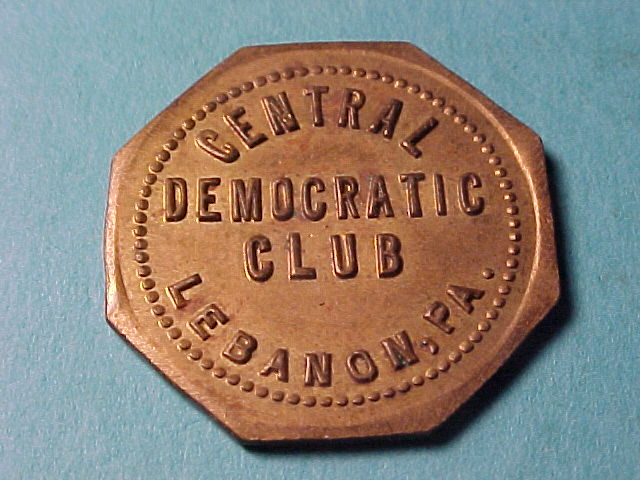 CENTRAL
DEMOCRATIC
CLUB
LEBANON, PA.